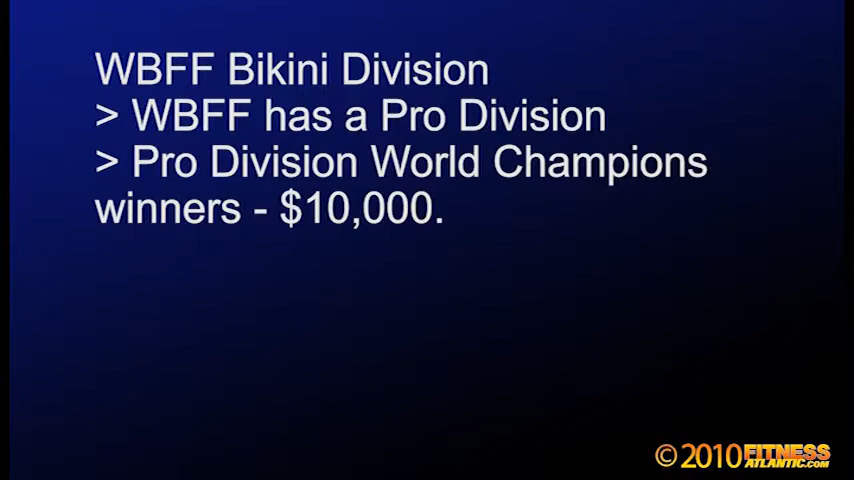 WBFF Bikini Division
> WBFF has a Pro Division
> Pro Division World Champions
winners - $10,000.
© 2010 FITNESS
ATLANTIC.COM